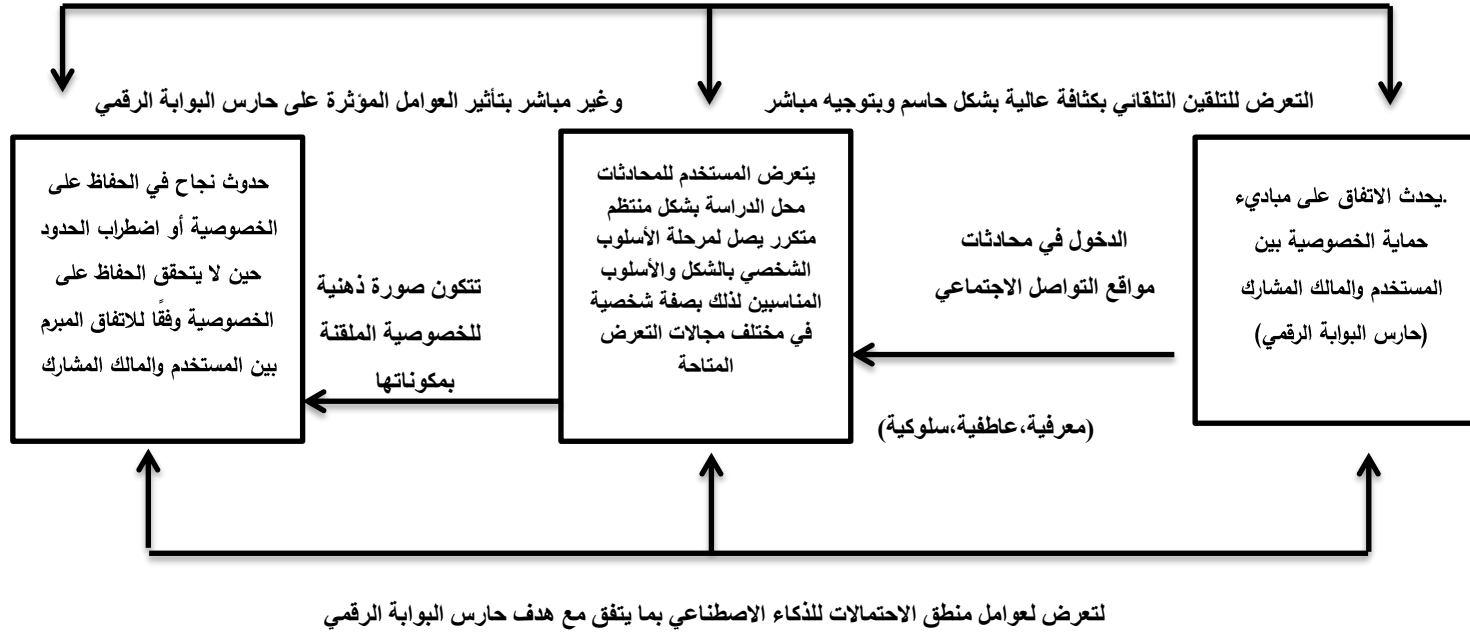 التعرض للتلقين التلقائي بكثافة عالية بشكل حاسم وبتوجيه مباشر
وغير مباشر بتأثير العوامل المؤثرة على حارس البوابة الرقمي
.يحدث الاتفاق على مباديء
حماية الخصوصية بين
المستخدم والمالك المشارك
(حارس البوابة الرقمي)
الدخول في محادثات
مواقع التواصل الاجتماعي
(معرفية،عاطفية،سلوكية)
يتعرض المستخدم للمحادثات
محل الدراسة بشكل منتظم
متكرر يصل لمرحلة الأسلوب
الشخصي بالشكل والأسلوب
المناسبين لذلك بصفة شخصية
في مختلف مجالات التعرض
المتاحة
تتكون صورة ذهنية
للخصوصية الملقنة
بمكوناتها
حدوث نجاح في الحفاظ على
الخصوصية أو اضطراب الحدود
حين لا يتحقق الحفاظ على
الخصوصية وفقًا للاتفاق المبرم
بين المستخدم والمالك المشارك
لتعرض لعوامل منطق الاحتمالات للذكاء الاصطناعي بما يتفق مع هدف حارس البوابة الرقمي